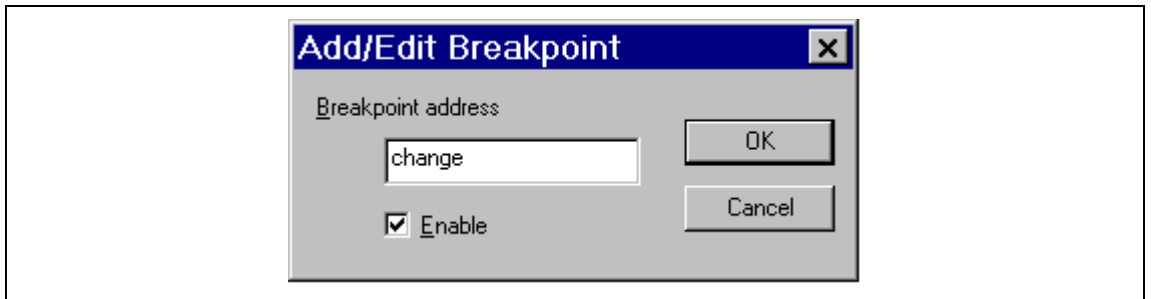 Add/Edit Breakpoint
Breakpoint address
change
OK
Cancel
Enable